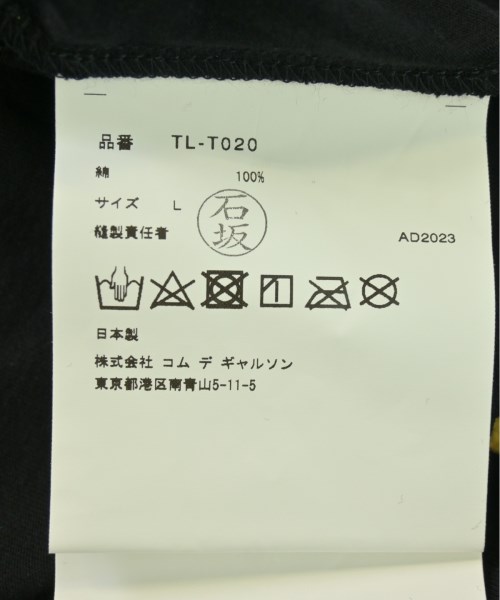 品番 TL-T020
綿 100%
サイズ L
縫製責任者 石坂
AD2023
日本製
株式会社 コム デ ギャルソン
東京都港区南青山5-11-5